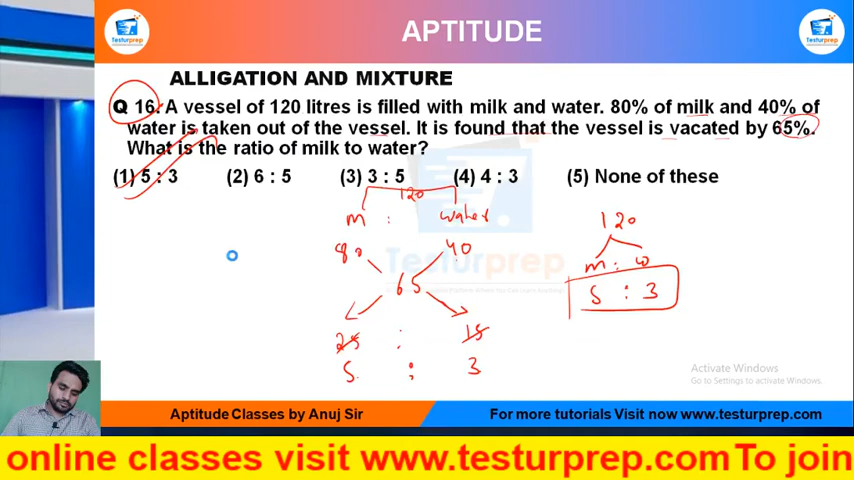 APTITUDE
Testurprep
Testurprep
ALLIGATION AND MIXTURE
Q 16. A vessel of 120 litres is filled with milk and water. 80% of milk and 40% of
water is taken out of the vessel. It is found that the vessel is vacated by 65%.
What is the ratio of milk to water?
(1) 5 : 3 (2) 6 : 5 (3) 3 : 5 (4) 4 : 3 (5) None of these
120
m : water
80 40
65
25 : 15
5 : 3
120
m : w
5 : 3
Testurprep
Activate Windows
Go to Settings to activate Windows.
Aptitude Classes by Anuj Sir For more tutorials Visit now www.testurprep.com
online classes visit www.testurprep.com To join